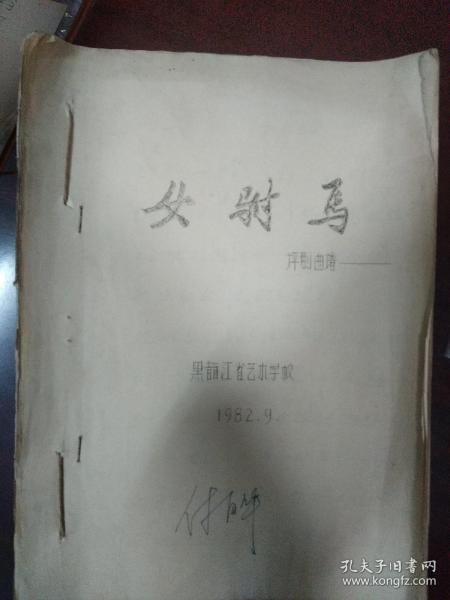 女驸马
评剧曲谱——
黑龙江省艺术学校
1982.9.
孔夫子旧书网
www.kongfz.com